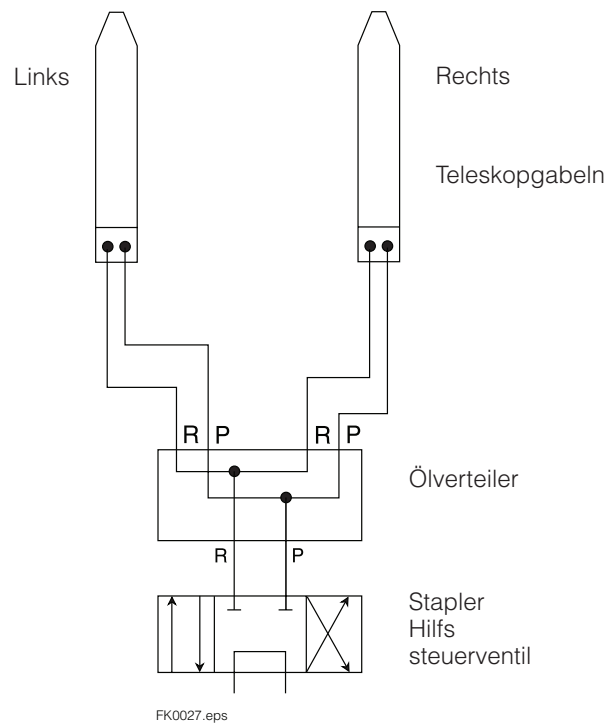 Links
Rechts
Teleskopgabeln
R P
R P
Ölverteiler
R
P
Stapler
Hilfs
steuerventil
FK0027.eps